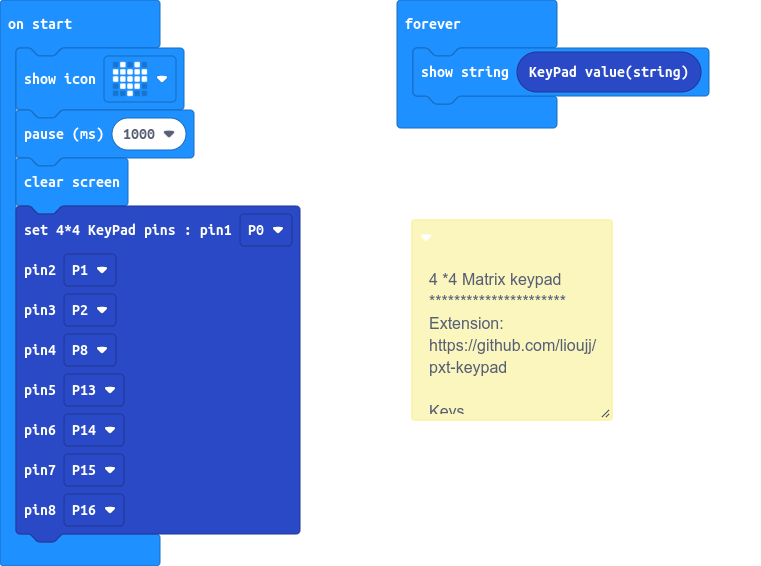 on start
show icon
pause (ms) 1000
clear screen
set 4*4 KeyPad pins : pin1 P0
pin2 P1
pin3 P2
pin4 P8
pin5 P13
pin6 P14
pin7 P15
pin8 P16
forever
show string KeyPad value(string)
4 *4 Matrix keypad
**********************
Extension:
https://github.com/lioujj/
pxt-keypad
Keys